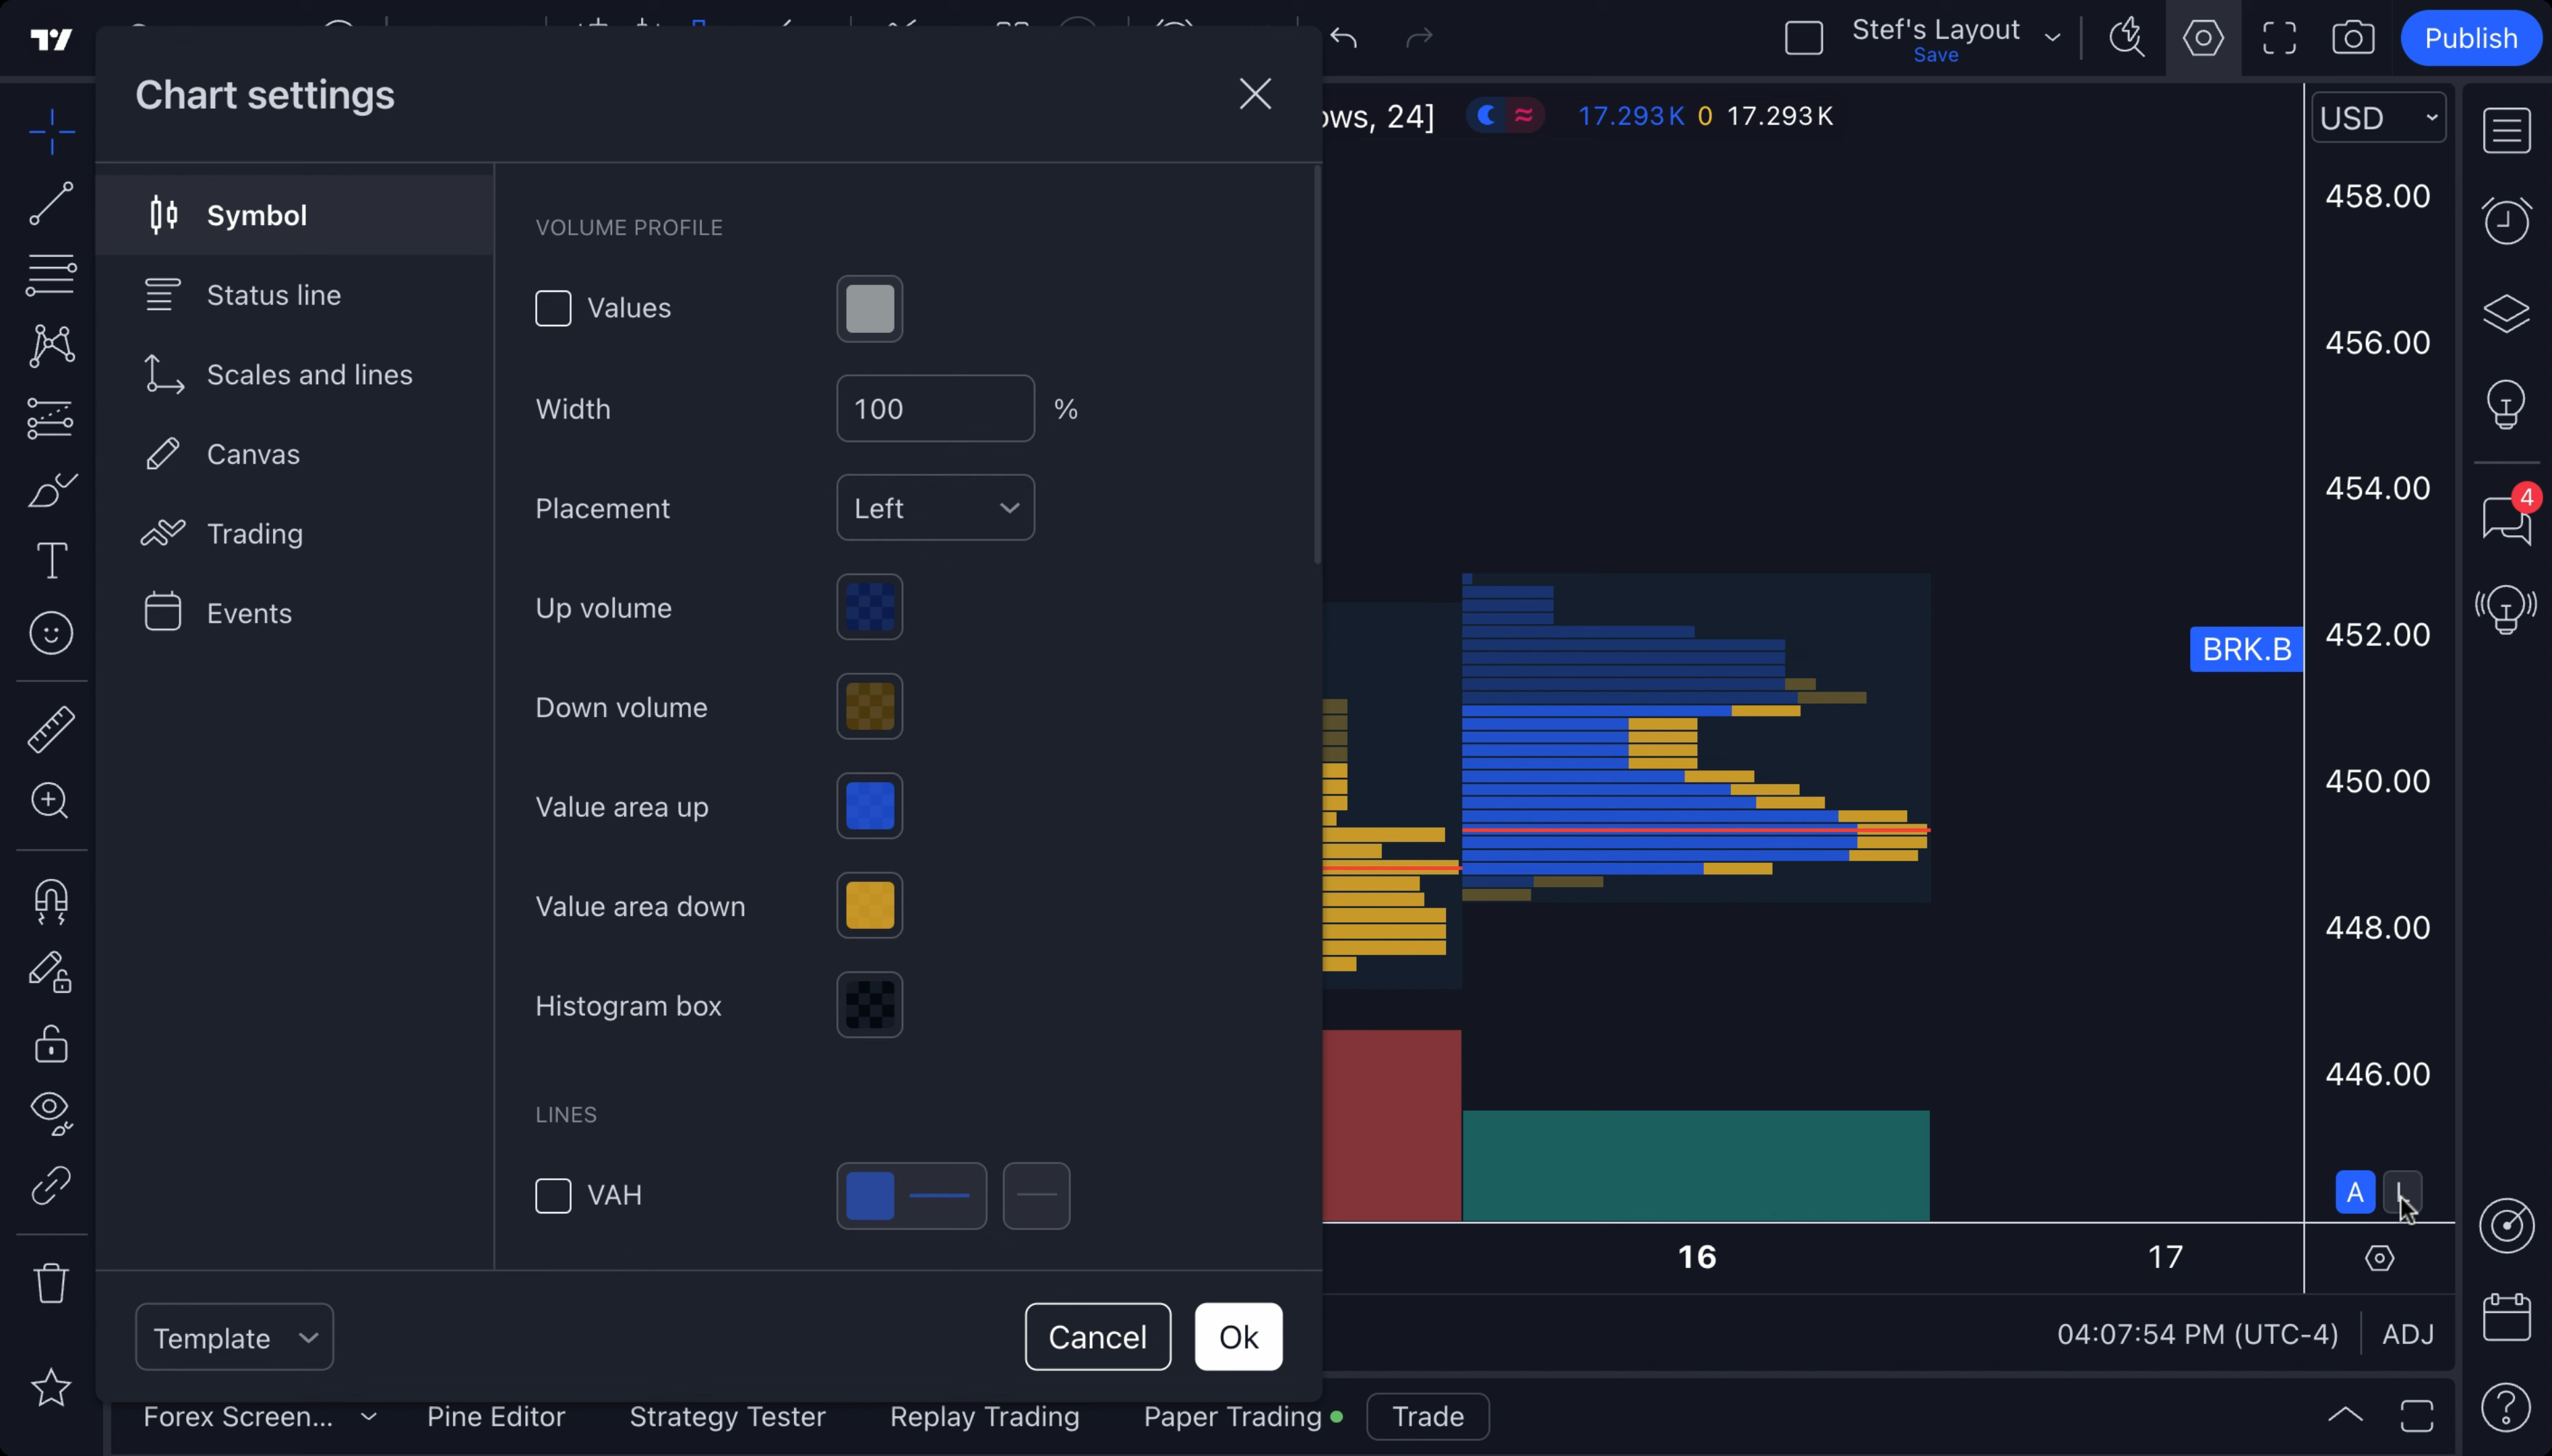 Stef's Layout
Save
Publish
Chart settings
ows, 24]
17.293K 0 17.293K
USD
Symbol
Status line
Scales and lines
Canvas
Trading
Events
VOLUME PROFILE
Values
Width 100 %
Placement Left
Up volume
Down volume
Value area up
Value area down
Histogram box
LINES
VAH
458.00
456.00
454.00
4
BRK.B 452.00
450.00
448.00
446.00
A L
16 17
Template
Cancel Ok
04:07:54 PM (UTC-4) ADJ
Forex Screen... Pine Editor Strategy Tester Replay Trading Paper Trading Trade